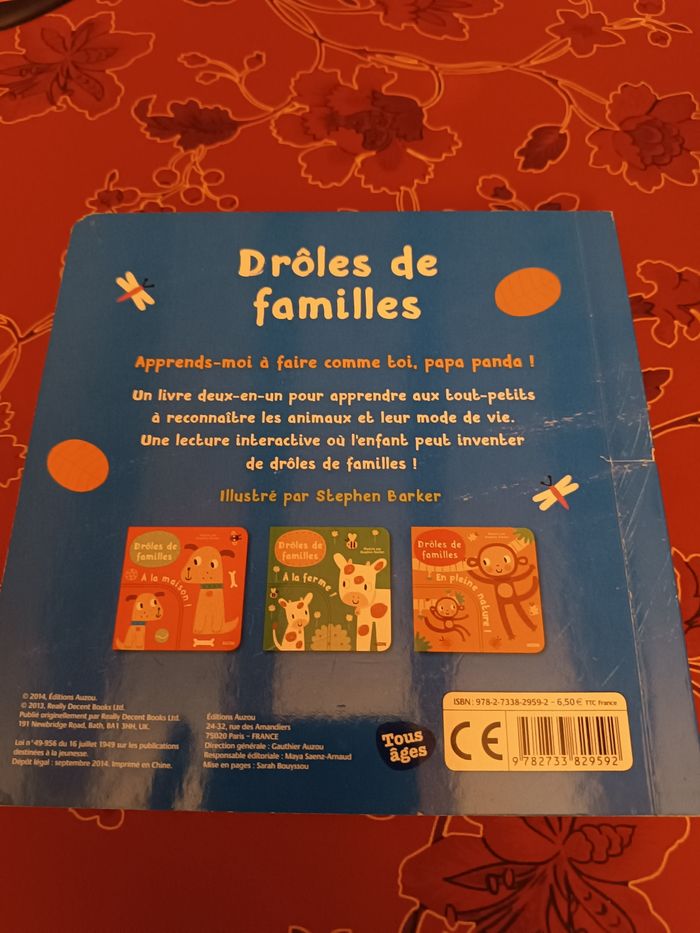 Drôles de
familles
Apprends-moi à faire comme toi, papa panda !
Un livre deux-en-un pour apprendre aux tout-petits
à reconnaître les animaux et leur mode de vie.
Une lecture interactive où l'enfant peut inventer
de drôles de familles !
Illustré par Stephen Barker
Drôles de
familles
À la maison !
Drôles de
familles
À la ferme !
Drôles de
familles
En pleine nature !
© 2014, Éditions Auzou.
© 2013, Really Decent Books Ltd.
Publié originellement par Really Decent Books Ltd.
191 Newbridge Road, Bath, BA1 3HH, UK.
Loi n°49-956 du 16 juillet 1949 sur les publications
destinées à la jeunesse.
Dépôt légal : septembre 2014. Imprimé en Chine.
Éditions Auzou
24-32, rue des Amandiers
75020 Paris – FRANCE
Direction générale : Gauthier Auzou
Responsable éditoriale : Maya Saenz-Arnaud
Mise en pages : Sarah Bouyssou
Tous
âges
ISBN : 978-2-7338-2959-2 – 6,50 € TTC France
CE
9 782733 829592